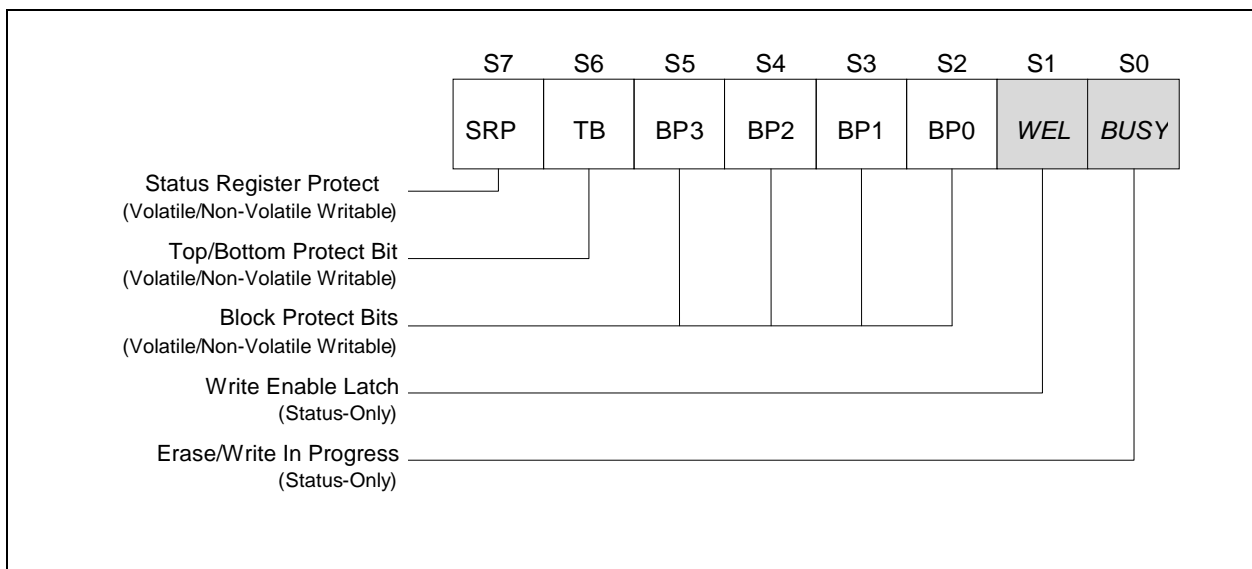 S7 S6 S5 S4 S3 S2 S1 S0
SRP TB BP3 BP2 BP1 BP0 WEL BUSY
Status Register Protect
(Volatile/Non-Volatile Writable)
Top/Bottom Protect Bit
(Volatile/Non-Volatile Writable)
Block Protect Bits
(Volatile/Non-Volatile Writable)
Write Enable Latch
(Status-Only)
Erase/Write In Progress
(Status-Only)